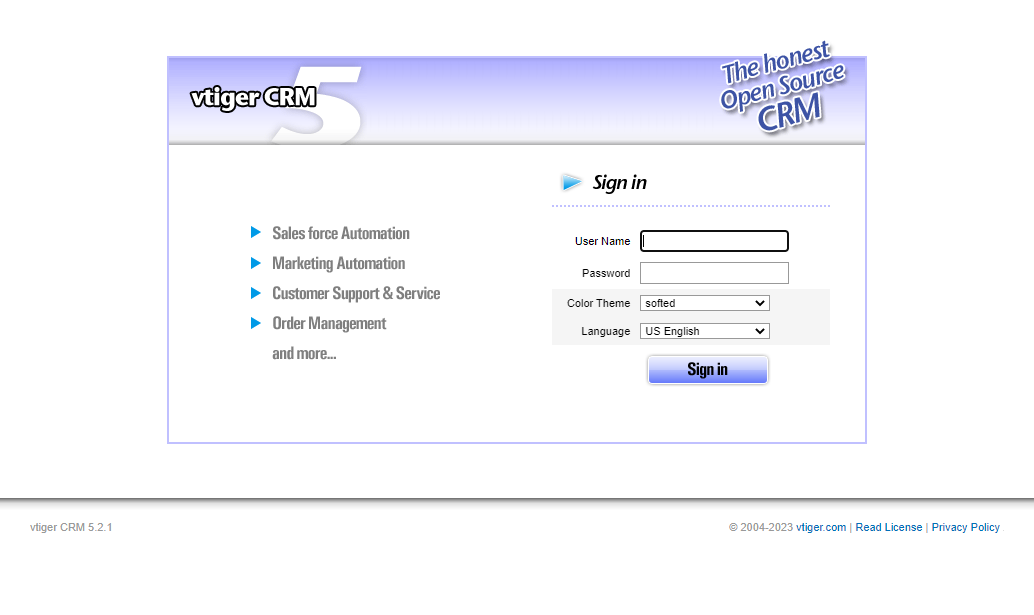 vtiger CRM 5
The honest
Open Source
CRM
Sign in
Sales force Automation
Marketing Automation
Customer Support & Service
Order Management
and more...
User Name
Password
Color Theme softed
Language US English
Sign in
vtiger CRM 5.2.1
© 2004-2023 vtiger.com | Read License | Privacy Policy